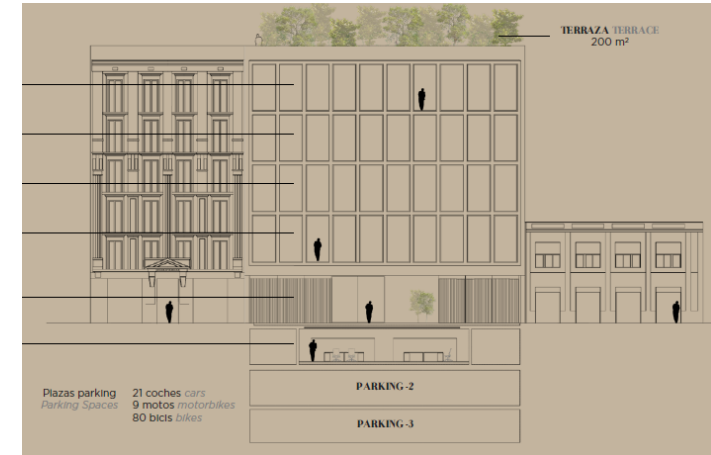 TERRAZA TERRACE
200 m²
PARKING-2
PARKING-3
Plazas parking 21 coches cars
Parking Spaces 9 motos motorbikes
80 bicis bikes